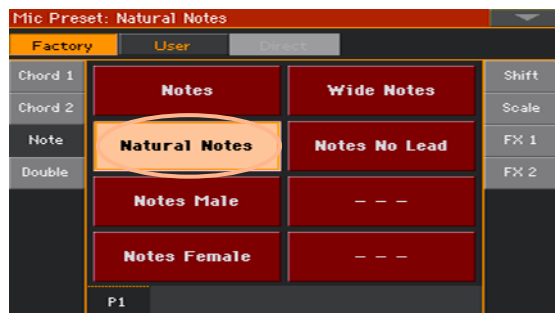 Mic Preset: Natural Notes
Factory User Direct
Chord 1
Chord 2
Note
Double
Notes
Wide Notes
Natural Notes
Notes No Lead
Notes Male
- - -
Notes Female
- - -
Shift
Scale
FX 1
FX 2
P1